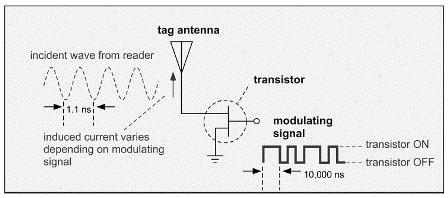 tag antenna
incident wave from reader
transistor
1.1 ns
modulating
signal
induced current varies
depending on modulating
signal
transistor ON
transistor OFF
10,000 ns